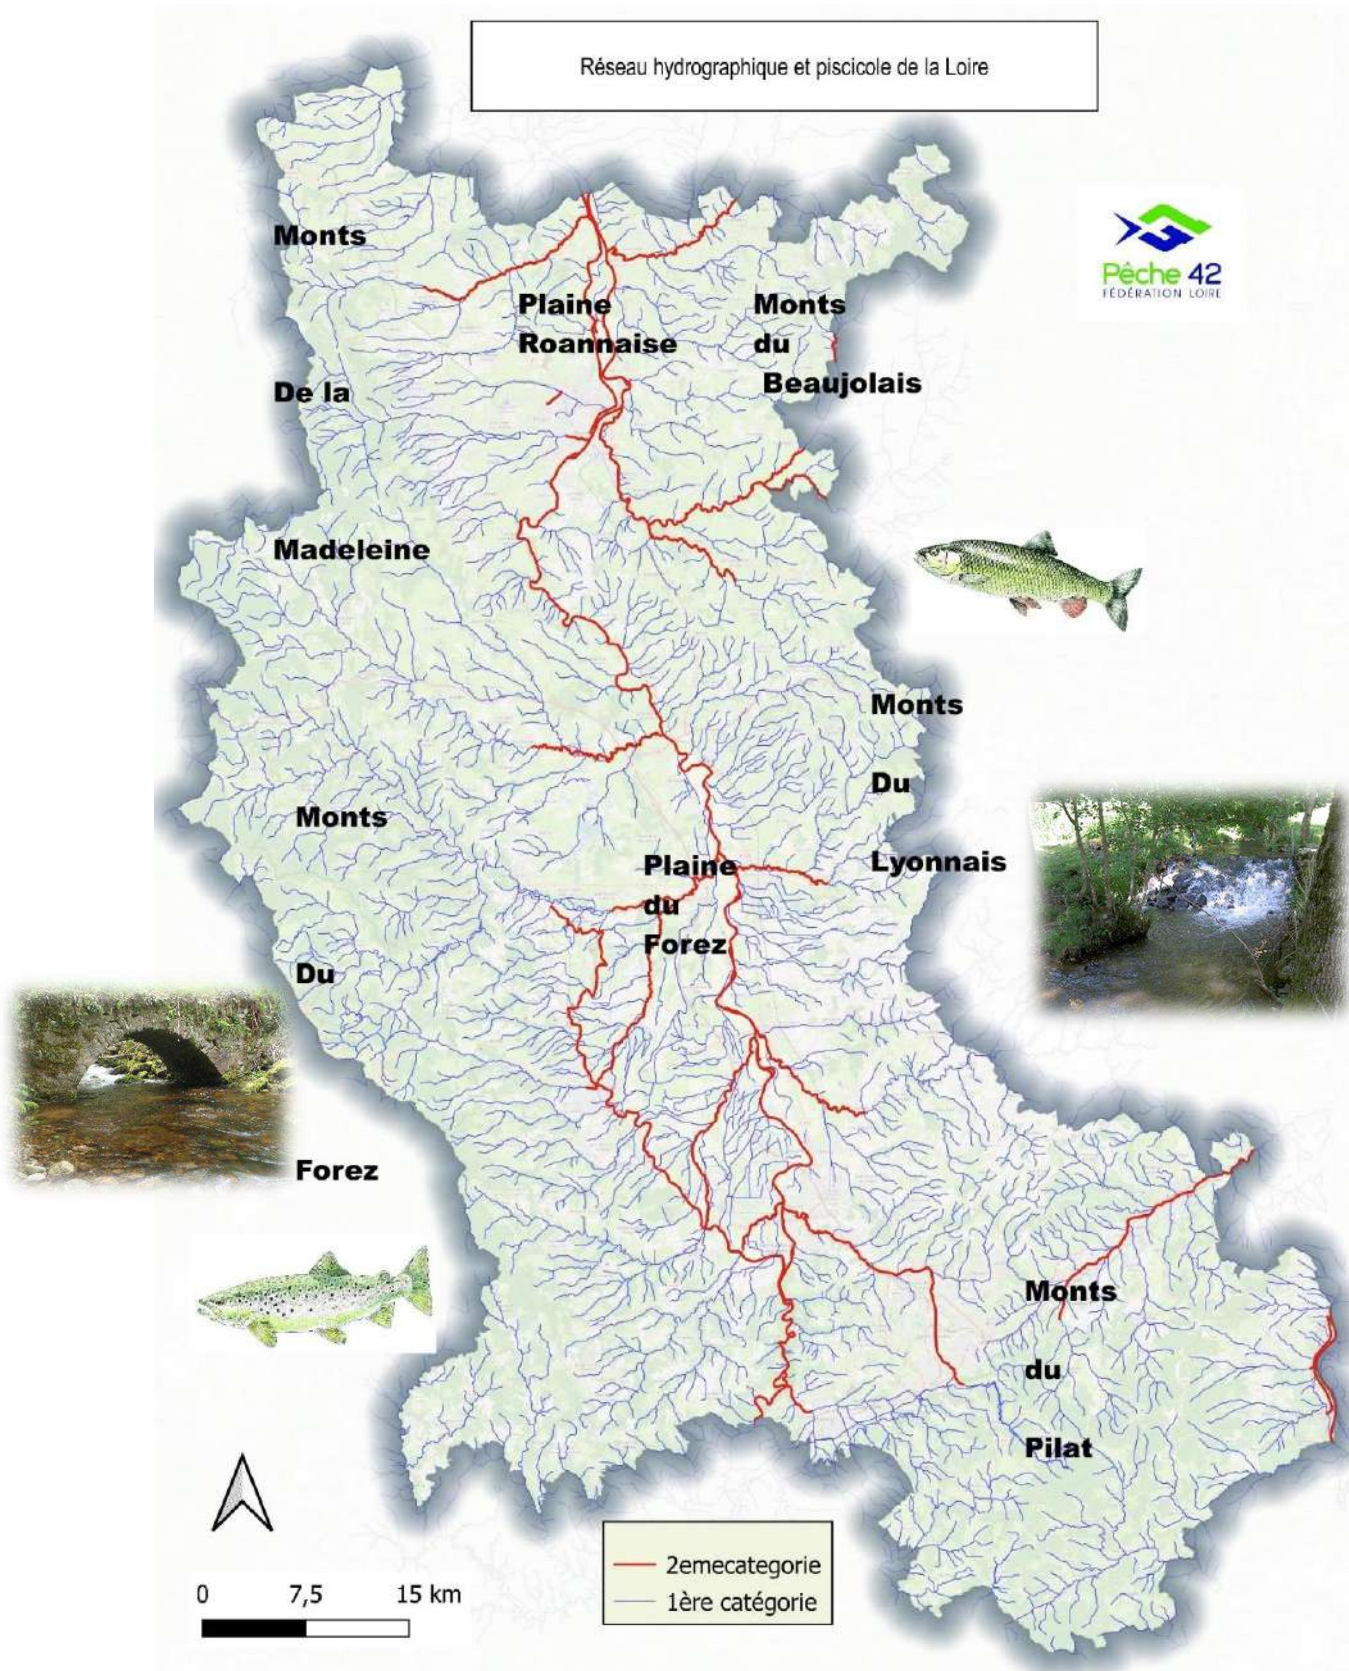 Réseau hydrographique et piscicole de la Loire
Pêche 42
FÉDÉRATION LOIRE
Monts
De la
Madeleine
Plaine
Roannaise
Monts
du
Beaujolais
Monts
Du
Lyonnais
Monts
Du
Forez
Plaine
du
Forez
Monts
du
Pilat
0 7,5 15 km
2emecategorie
1ère catégorie